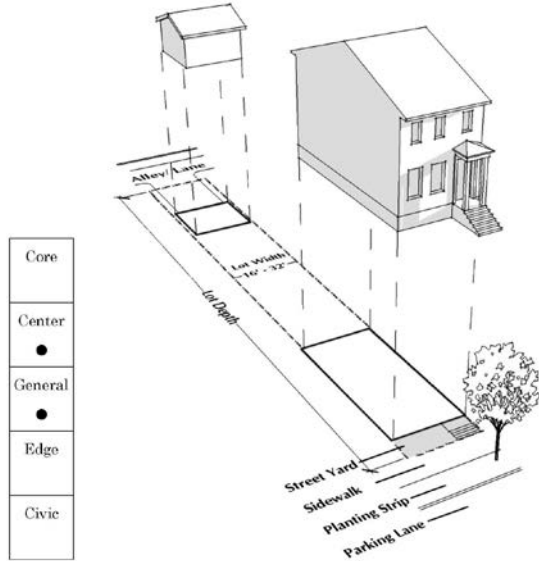 Alley/ Lane
Lot Width
16' - 32'
Lot Depth
Core
Center
General
Edge
Civic
Street Yard
Sidewalk
Planting Strip
Parking Lane